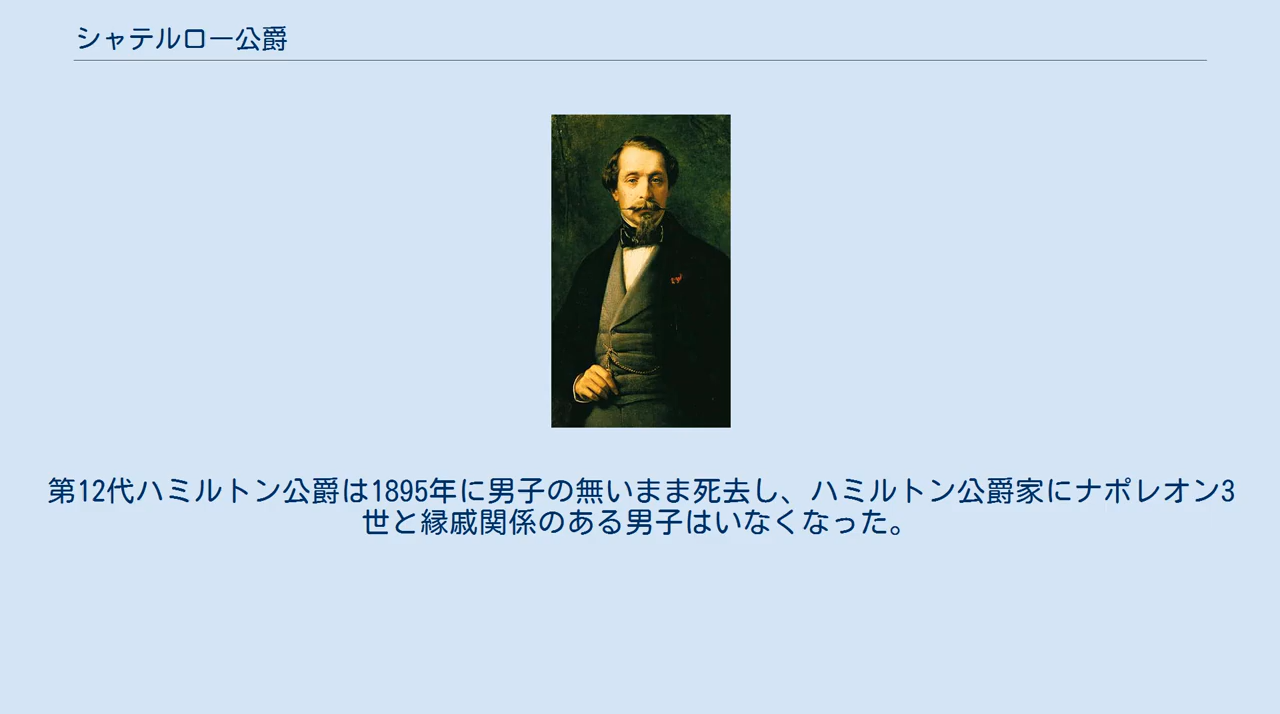 シャテルロー公爵
第12代ハミルトン公爵は1895年に男子の無いまま死去し、ハミルトン公爵家にナポレオン3
世と縁戚関係のある男子はいなくなった。